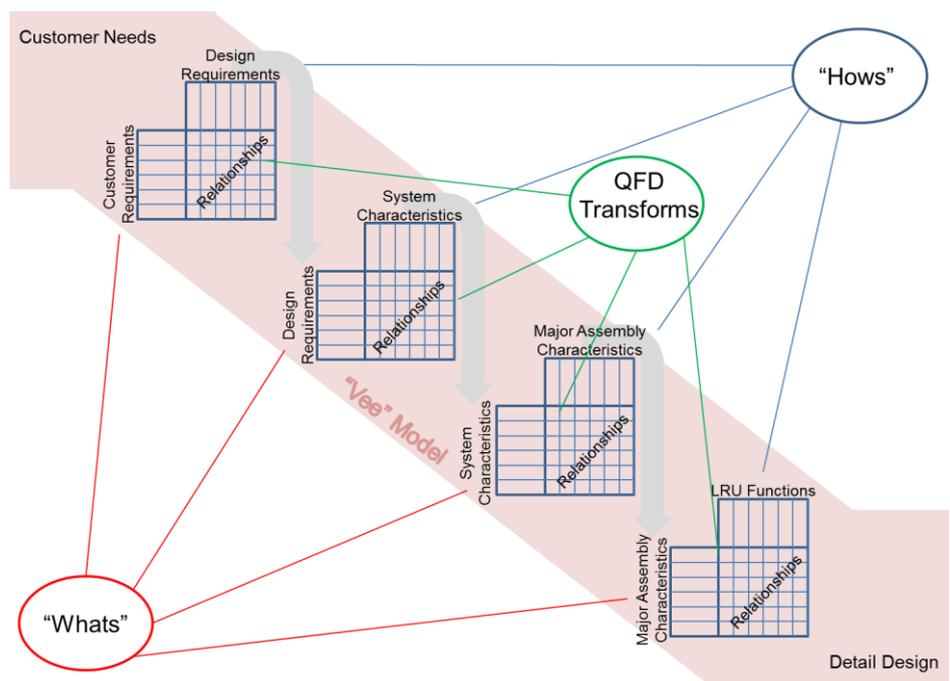 Customer Needs
Design
Requirements
Customer
Requirements
Relationships
"Hows"
QFD
Transforms
System
Characteristics
Design
Requirements
Relationships
Major Assembly
Characteristics
"Vee" Model
System
Characteristics
Relationships
LRU Functions
Major Assembly
Characteristics
Relationships
"Whats"
Detail Design